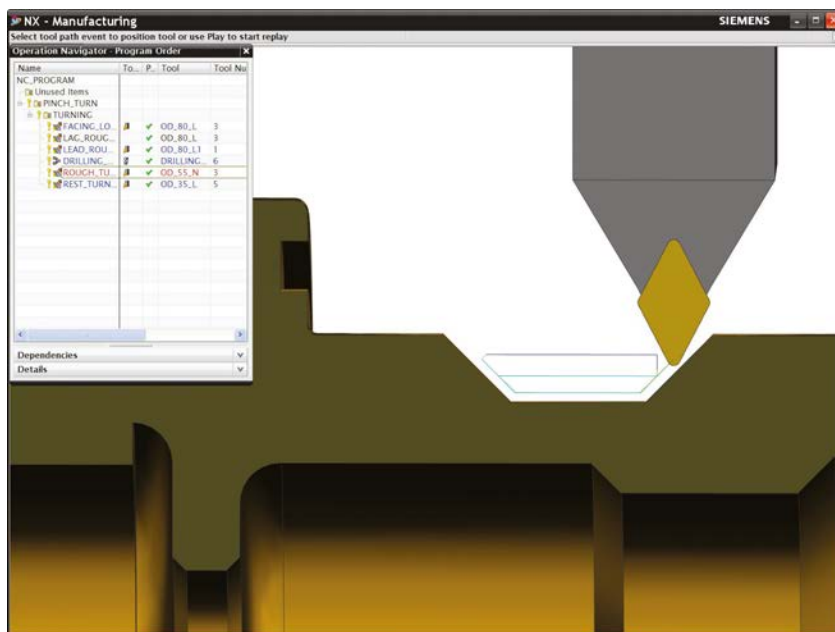 NX - Manufacturing SIEMENS
Select tool path event to position tool or use Play to start replay
Operation Navigator - Program Order
Name To... P.. Tool Tool Nu
NC_PROGRAM
Unused Items
PINCH_TURN
TURNING
FACING_LO... OD_80_L 3
LAG_ROUG... OD_80_L 3
LEAD_ROU... OD_80_L1 1
DRILLING_... DRILLING_... 6
ROUGH_TU... OD_55_N 3
REST_TURN... OD_35_L 5
Dependencies
Details